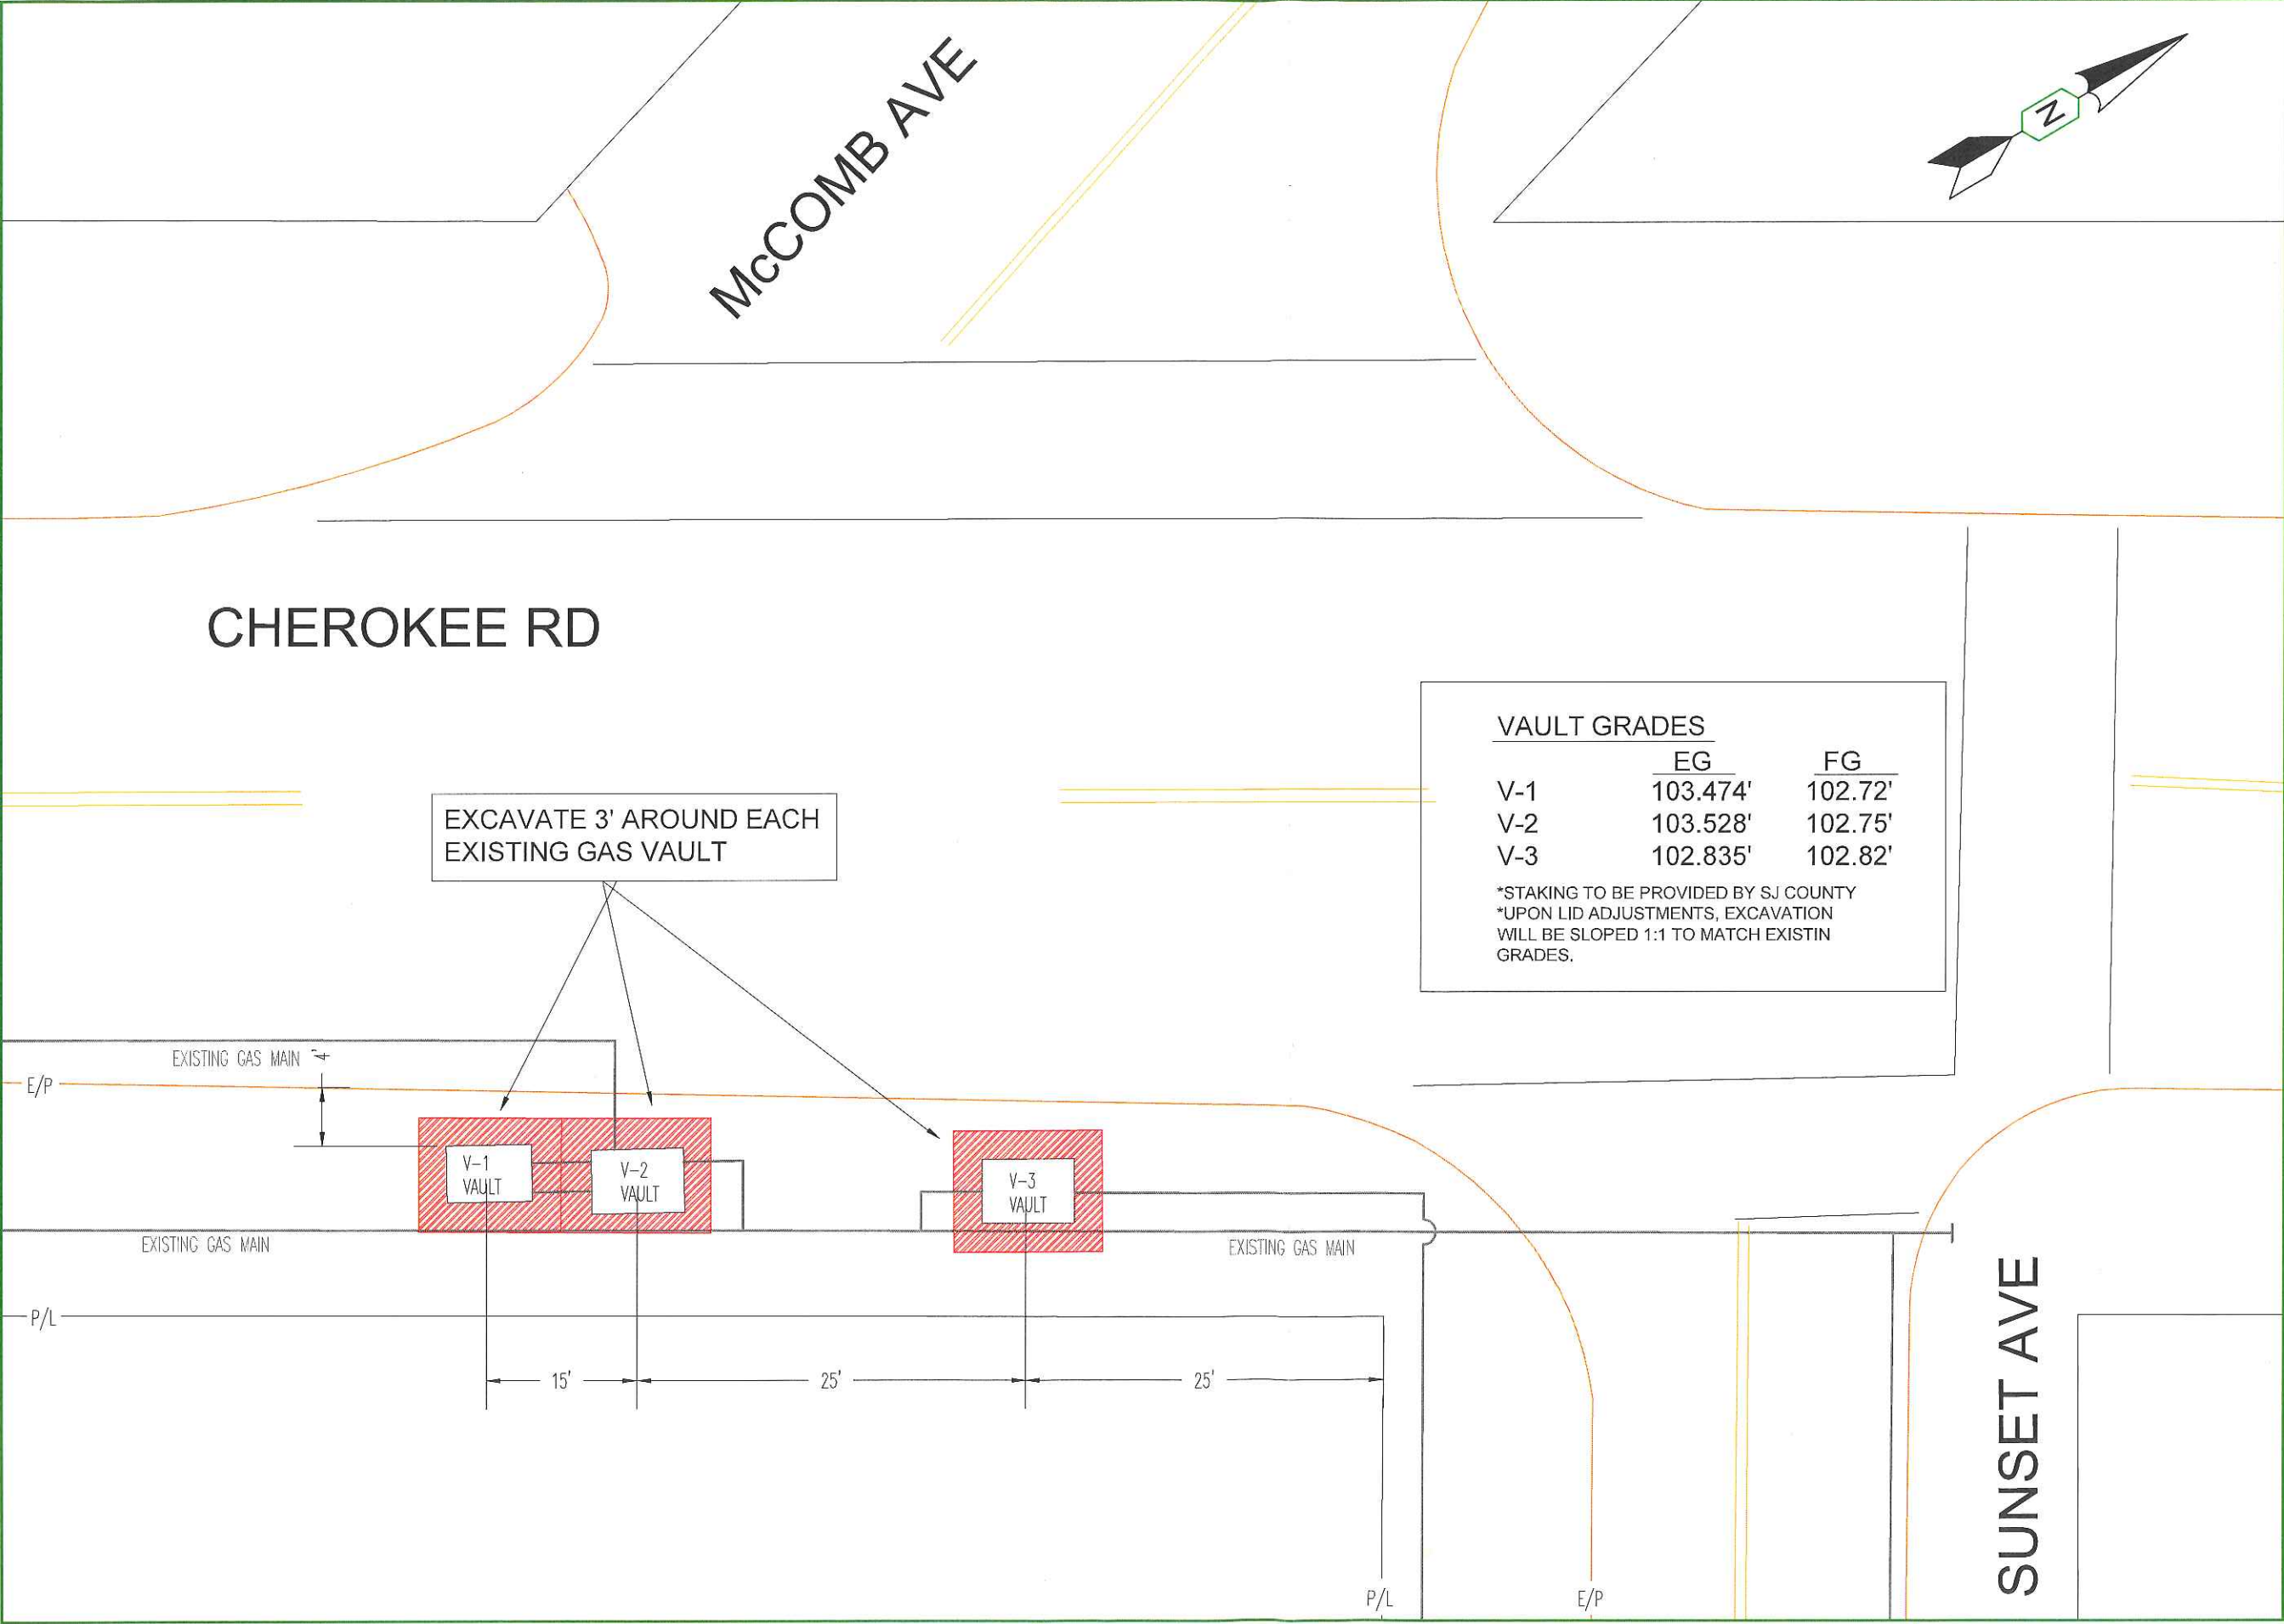 McCOMB AVE
N
CHEROKEE RD
VAULT GRADES
EG FG
V-1 103.474' 102.72'
V-2 103.528' 102.75'
V-3 102.835' 102.82'
*STAKING TO BE PROVIDED BY SJ COUNTY
*UPON LID ADJUSTMENTS, EXCAVATION
WILL BE SLOPED 1:1 TO MATCH EXISTIN
GRADES.
EXCAVATE 3' AROUND EACH
EXISTING GAS VAULT
EXISTING GAS MAIN
4'
E/P
V-1
VAULT
V-2
VAULT
V-3
VAULT
EXISTING GAS MAIN
EXISTING GAS MAIN
P/L
15'
25'
25'
SUNSET AVE
P/L
E/P